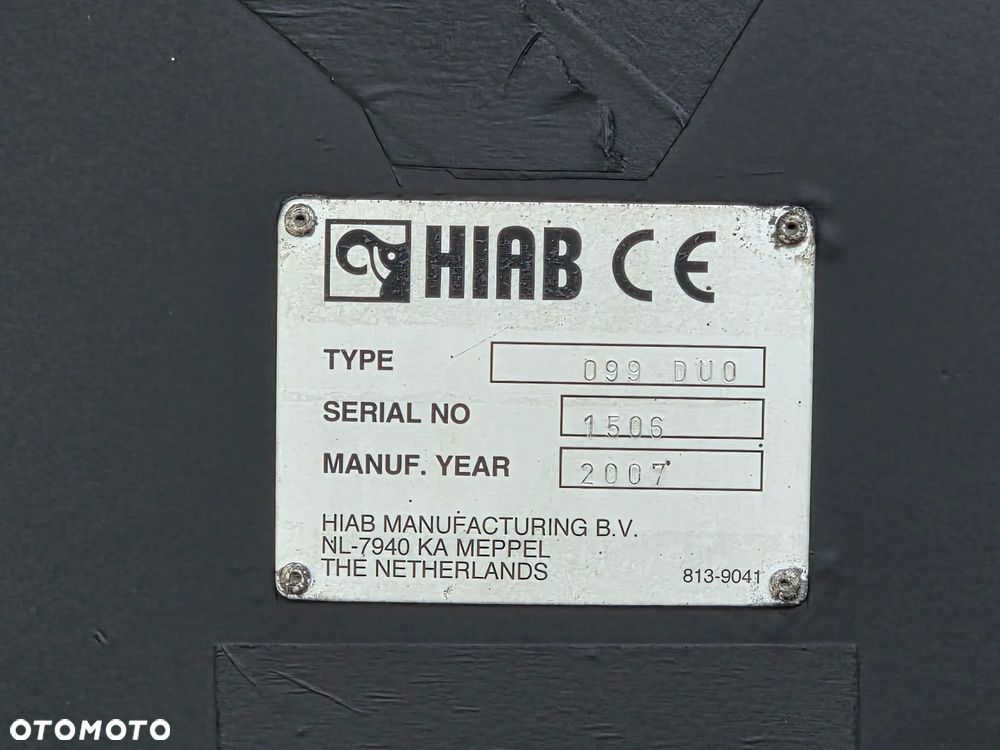 HIAB CE
TYPE 099 DUO
SERIAL NO 1506
MANUF. YEAR 2007
HIAB MANUFACTURING B.V.
NL-7940 KA MEPPEL
THE NETHERLANDS 813-9041
OTOMOTO